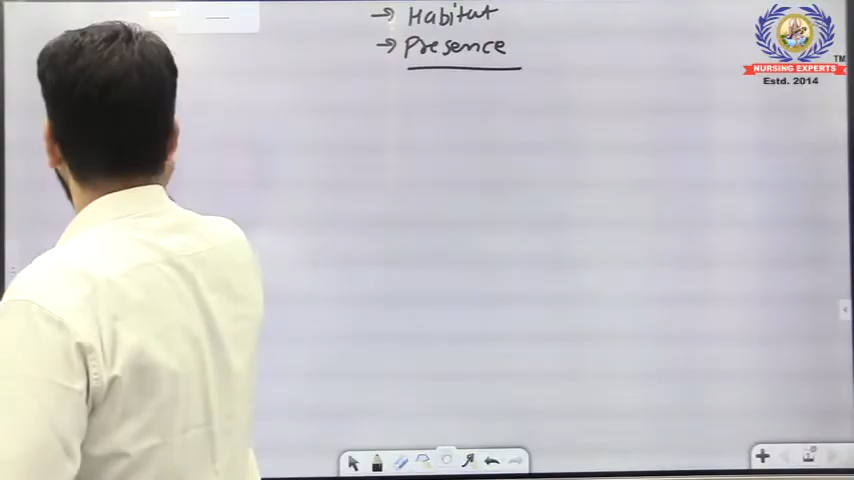 → Habitat
→ Presence
NURSING EXPERTS
TM
Estd. 2014